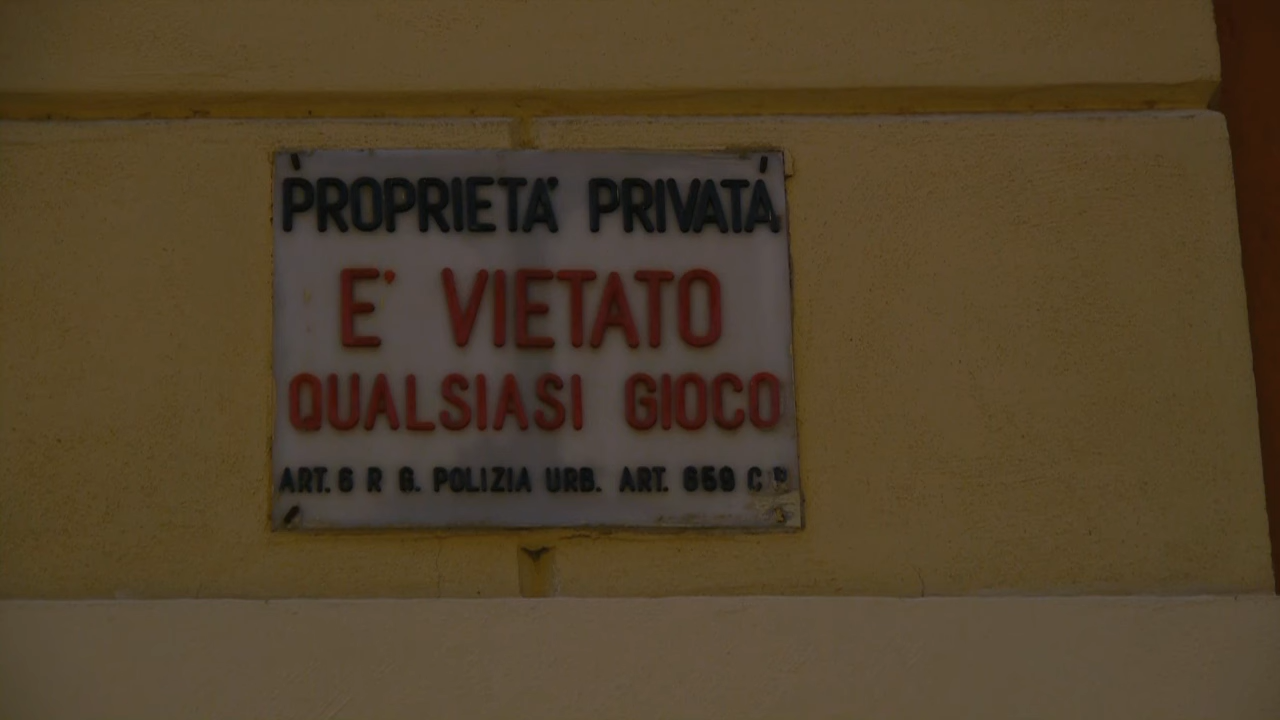 PROPRIETA' PRIVATA
E' VIETATO
QUALSIASI GIOCO
ART. 6 R G. POLIZIA URB. ART. 659 C P